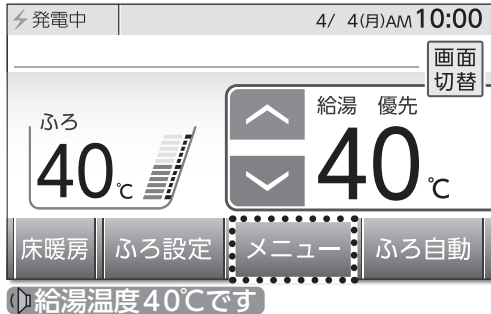 発電中 4/ 4(月)AM10:00
画面
切替
ふろ
40℃
給湯 優先
40℃
床暖房 ふろ設定 メニュー ふろ自動
給湯温度40℃です